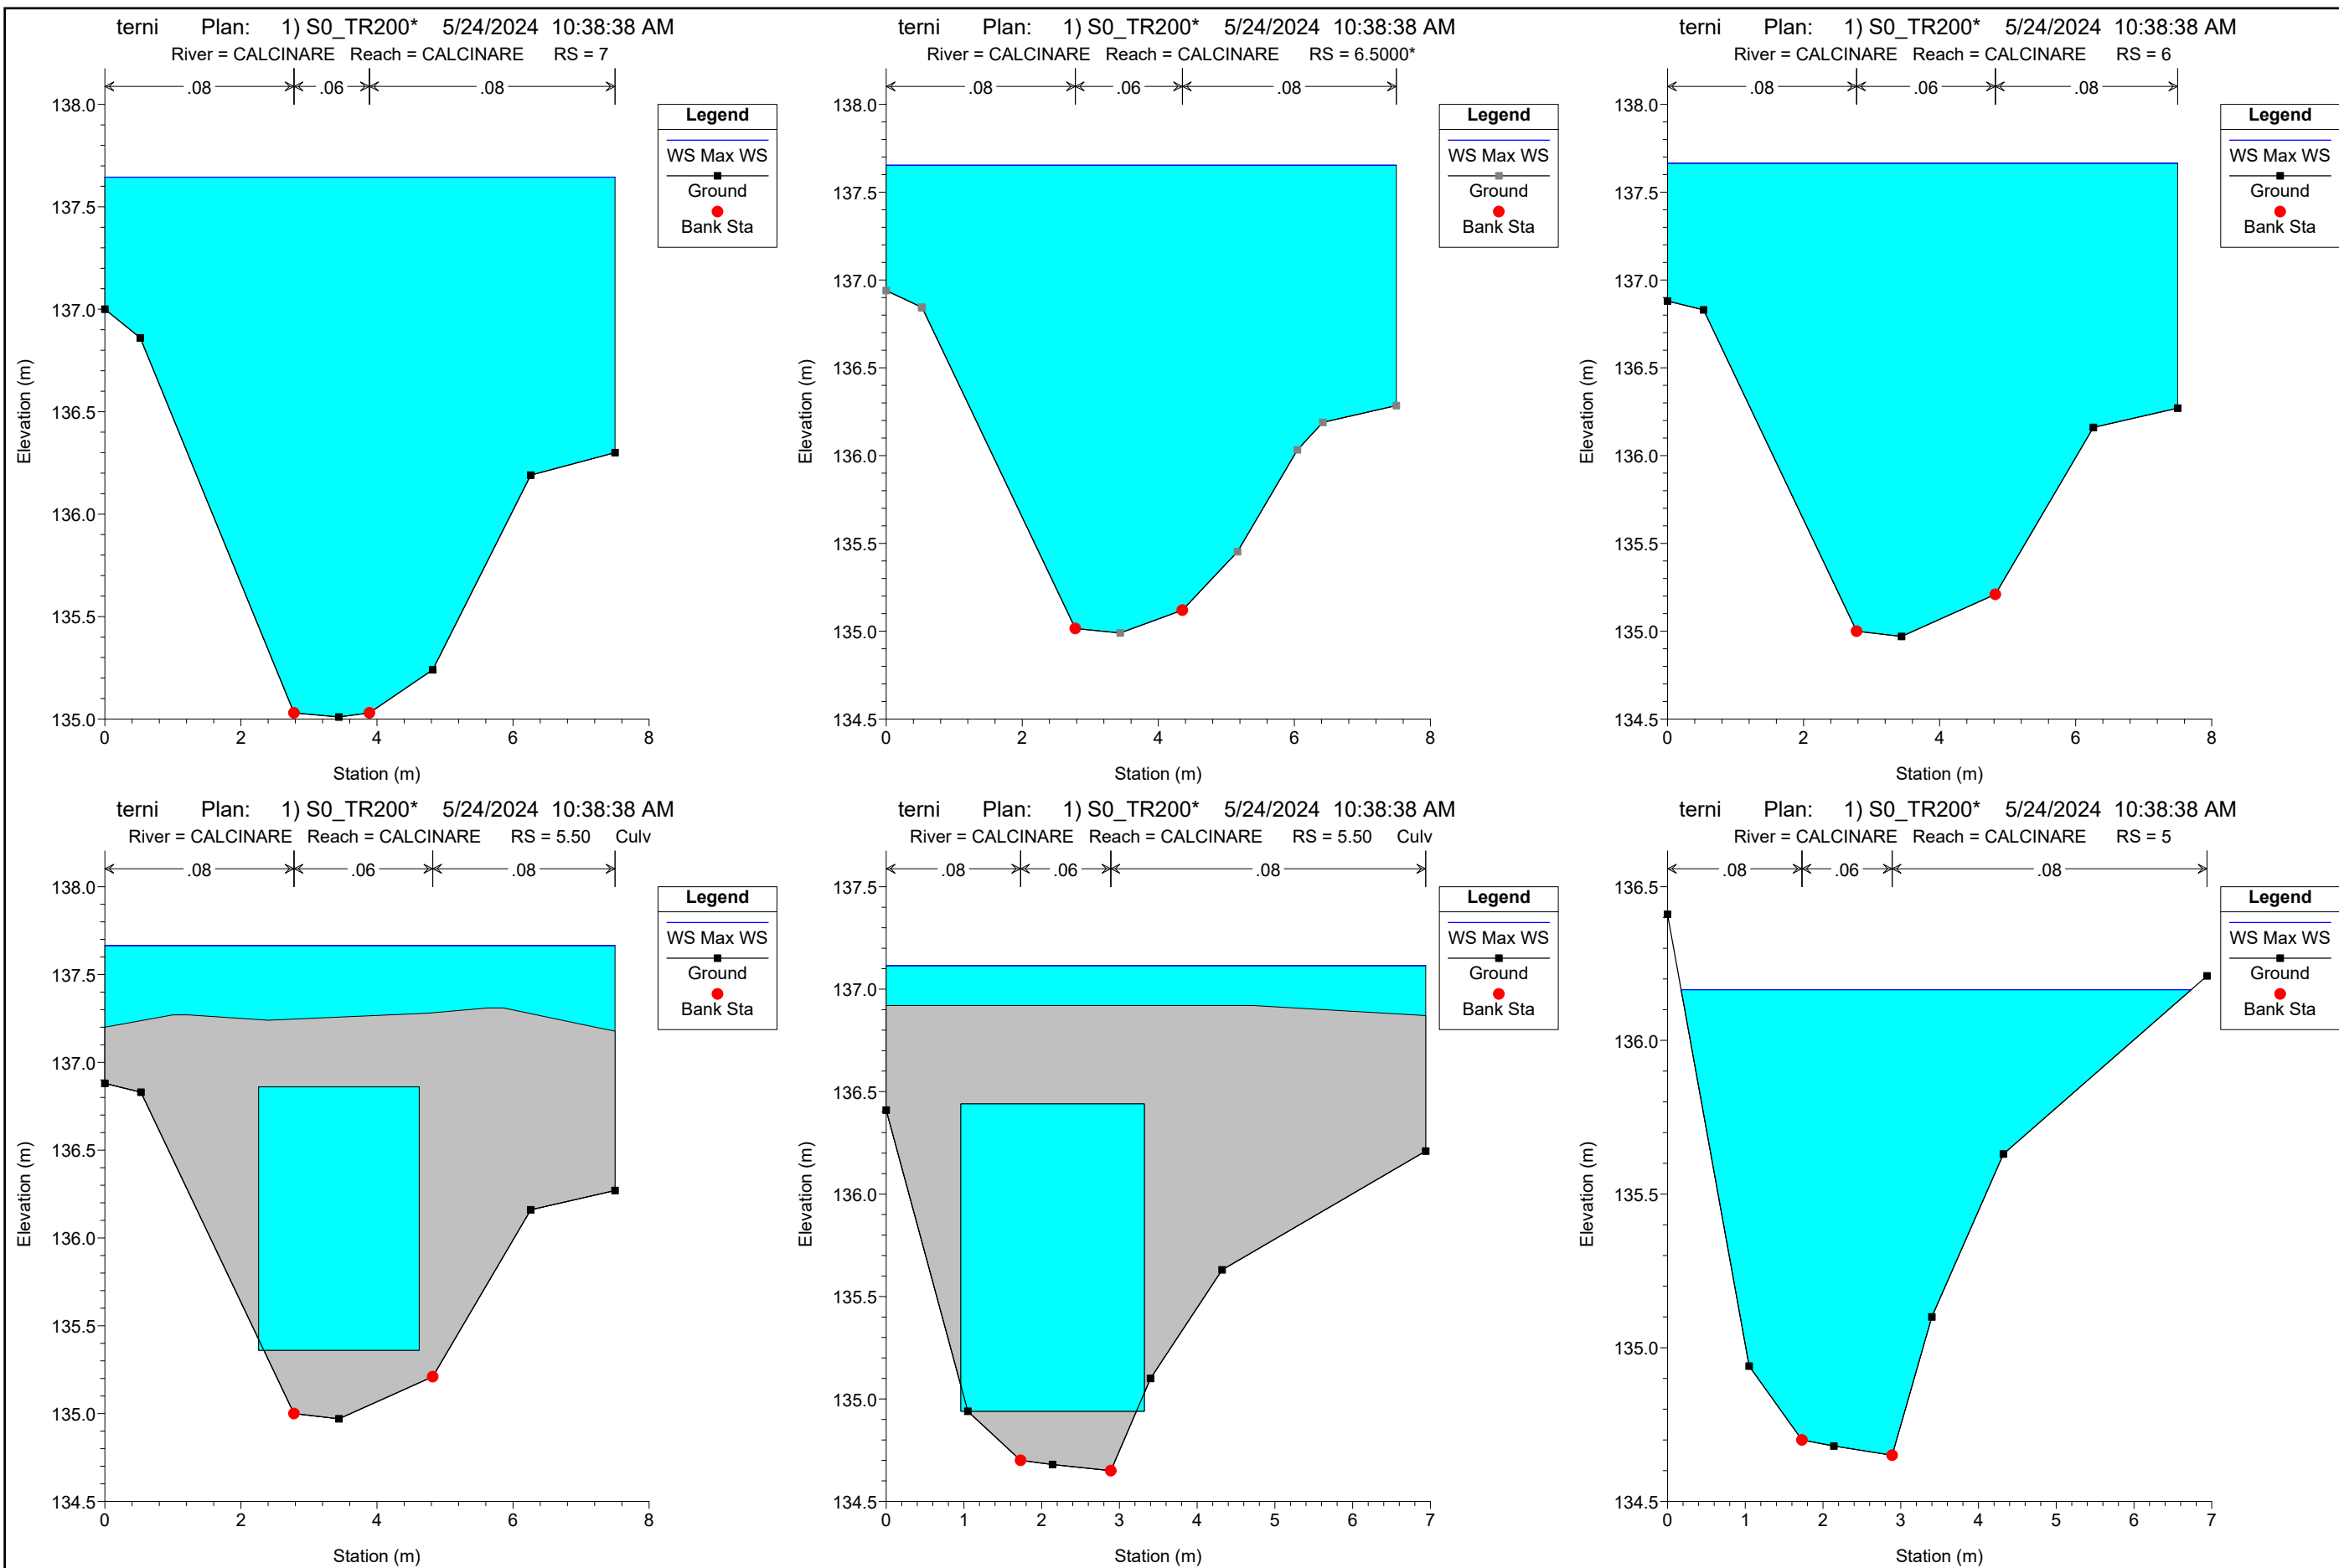 terni Plan: 1) S0_TR200* 5/24/2024 10:38:38 AM
River = CALCINARE Reach = CALCINARE RS = 7
.08 .06 .08
138.0
137.5
137.0
136.5
136.0
135.5
135.0
Elevation (m)
0 2 4 6 8
Station (m)
Legend
WS Max WS
Ground
Bank Sta
terni Plan: 1) S0_TR200* 5/24/2024 10:38:38 AM
River = CALCINARE Reach = CALCINARE RS = 6.5000*
.08 .06 .08
138.0
137.5
137.0
136.5
136.0
135.5
135.0
134.5
Elevation (m)
0 2 4 6 8
Station (m)
Legend
WS Max WS
Ground
Bank Sta
terni Plan: 1) S0_TR200* 5/24/2024 10:38:38 AM
River = CALCINARE Reach = CALCINARE RS = 6
.08 .06 .08
138.0
137.5
137.0
136.5
136.0
135.5
135.0
134.5
Elevation (m)
0 2 4 6 8
Station (m)
Legend
WS Max WS
Ground
Bank Sta
terni Plan: 1) S0_TR200* 5/24/2024 10:38:38 AM
River = CALCINARE Reach = CALCINARE RS = 5.50 Culv
.08 .06 .08
138.0
137.5
137.0
136.5
136.0
135.5
135.0
134.5
Elevation (m)
0 2 4 6 8
Station (m)
Legend
WS Max WS
Ground
Bank Sta
terni Plan: 1) S0_TR200* 5/24/2024 10:38:38 AM
River = CALCINARE Reach = CALCINARE RS = 5.50 Culv
.08 .06 .08
137.5
137.0
136.5
136.0
135.5
135.0
134.5
Elevation (m)
0 1 2 3 4 5 6 7
Station (m)
Legend
WS Max WS
Ground
Bank Sta
terni Plan: 1) S0_TR200* 5/24/2024 10:38:38 AM
River = CALCINARE Reach = CALCINARE RS = 5
.08 .06 .08
136.5
136.0
135.5
135.0
134.5
Elevation (m)
0 1 2 3 4 5 6 7
Station (m)
Legend
WS Max WS
Ground
Bank Sta